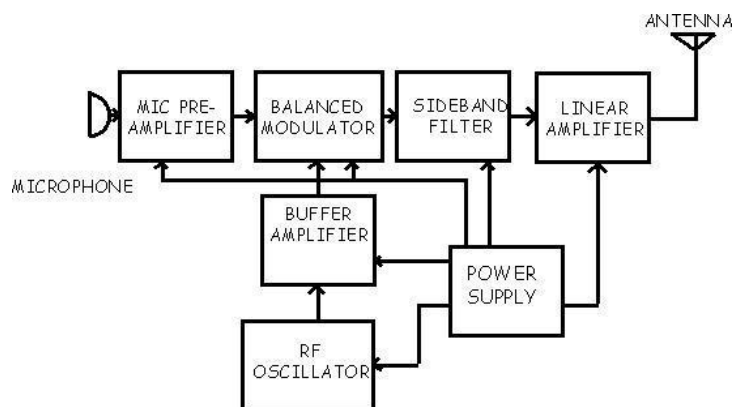 ANTENNA
MIC PRE-
AMPLIFIER
BALANCED
MODULATOR
SIDEBAND
FILTER
LINEAR
AMPLIFIER
MICROPHONE
BUFFER
AMPLIFIER
POWER
SUPPLY
RF
OSCILLATOR